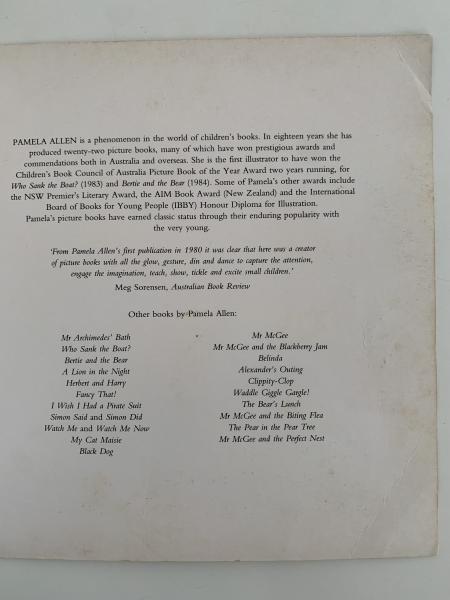 PAMELA ALLEN is a phenomenon in the world of children's books. In eighteen years she has
produced twenty-two picture books, many of which have won prestigious awards and
commendations both in Australia and overseas. She is the first illustrator to have won the
Children's Book Council of Australia Picture Book of the Year Award two years running, for
Who Sank the Boat? (1983) and Bertie and the Bear (1984). Some of Pamela's other awards include
the NSW Premier's Literary Award, the AIM Book Award (New Zealand) and the International
Board of Books for Young People (IBBY) Honour Diploma for Illustration.
Pamela's picture books have earned classic status through their enduring popularity with
the very young.
'From Pamela Allen's first publication in 1980 it was clear that here was a creator
of picture books with all the glow, gesture, din and dance to capture the attention,
engage the imagination, teach, show, tickle and excite small children.'
Meg Sorensen, Australian Book Review
Other books by Pamela Allen:
Mr Archimedes' Bath
Who Sank the Boat?
Bertie and the Bear
A Lion in the Night
Herbert and Harry
Fancy That!
I Wish I Had a Pirate Suit
Simon Said and Simon Did
Watch Me and Watch Me Now
My Cat Maisie
Black Dog
Mr McGee
Mr McGee and the Blackberry Jam
Belinda
Alexander's Outing
Clippity-Clop
Waddle Giggle Gargle!
The Bear's Lunch
Mr McGee and the Biting Flea
The Pear in the Pear Tree
Mr McGee and the Perfect Nest